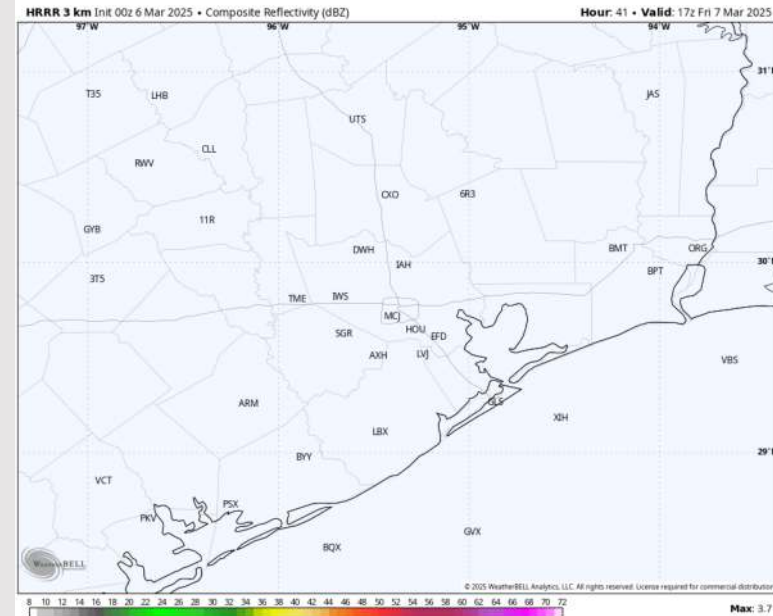 HRRR 3 km Init 00z 6 Mar 2025 • Composite Reflectivity (dBZ) Hour: 41 • Valid: 17z Fri 7 Mar 2025
97°W 96°W 95°W 94°W
31°
T35 LHB JAS
UTS
CLL
RWV
CXO 6R3
11R
GYB
DWH BMT ORG
IAH 30°
3T5 BPT
TME IWS
MCJ
SGR HOU EFD
AXH LVJ
VBS
ARM GLS
XIH
LBX
29°
BYY
VCT
PSX
PKV
GVX
BQX
WeatherBELL
© 2025 WeatherBELL Analytics, LLC. All rights reserved. License required for commercial distribution
8 10 12 14 16 18 20 22 24 26 28 30 32 34 36 38 40 42 44 46 48 50 52 54 56 58 60 62 64 66 68 70 72
Max: 3.7